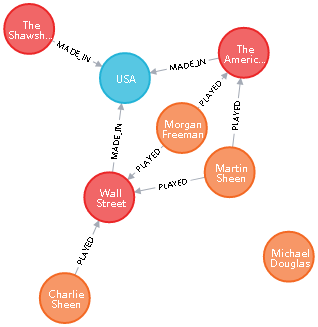 The
Shawsh...
MADE_IN
USA
MADE_IN
The
Americ...
MADE_IN
PLAYED
Morgan
Freeman
PLAYED
PLAYED
Martin
Sheen
PLAYED
Wall
Street
PLAYED
Charlie
Sheen
Michael
Douglas